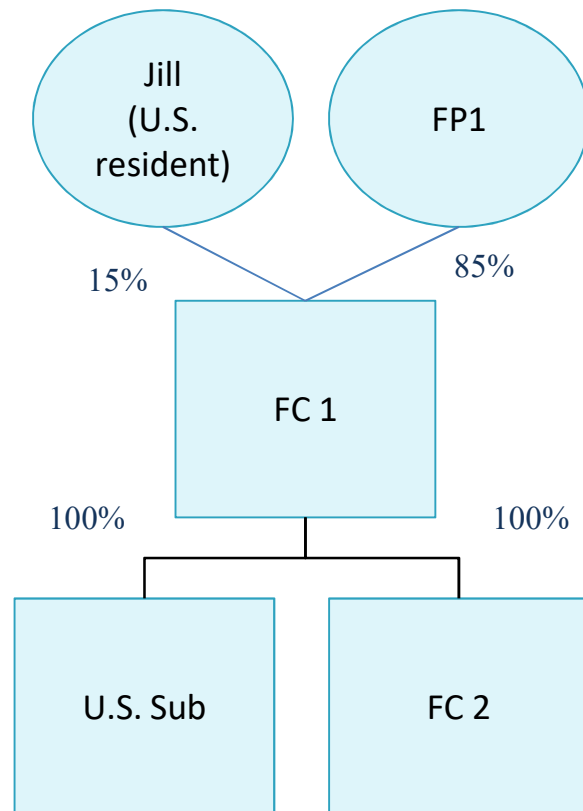 Jill
(U.S.
resident)
FP1
15%
85%
FC 1
100%
100%
U.S. Sub
FC 2